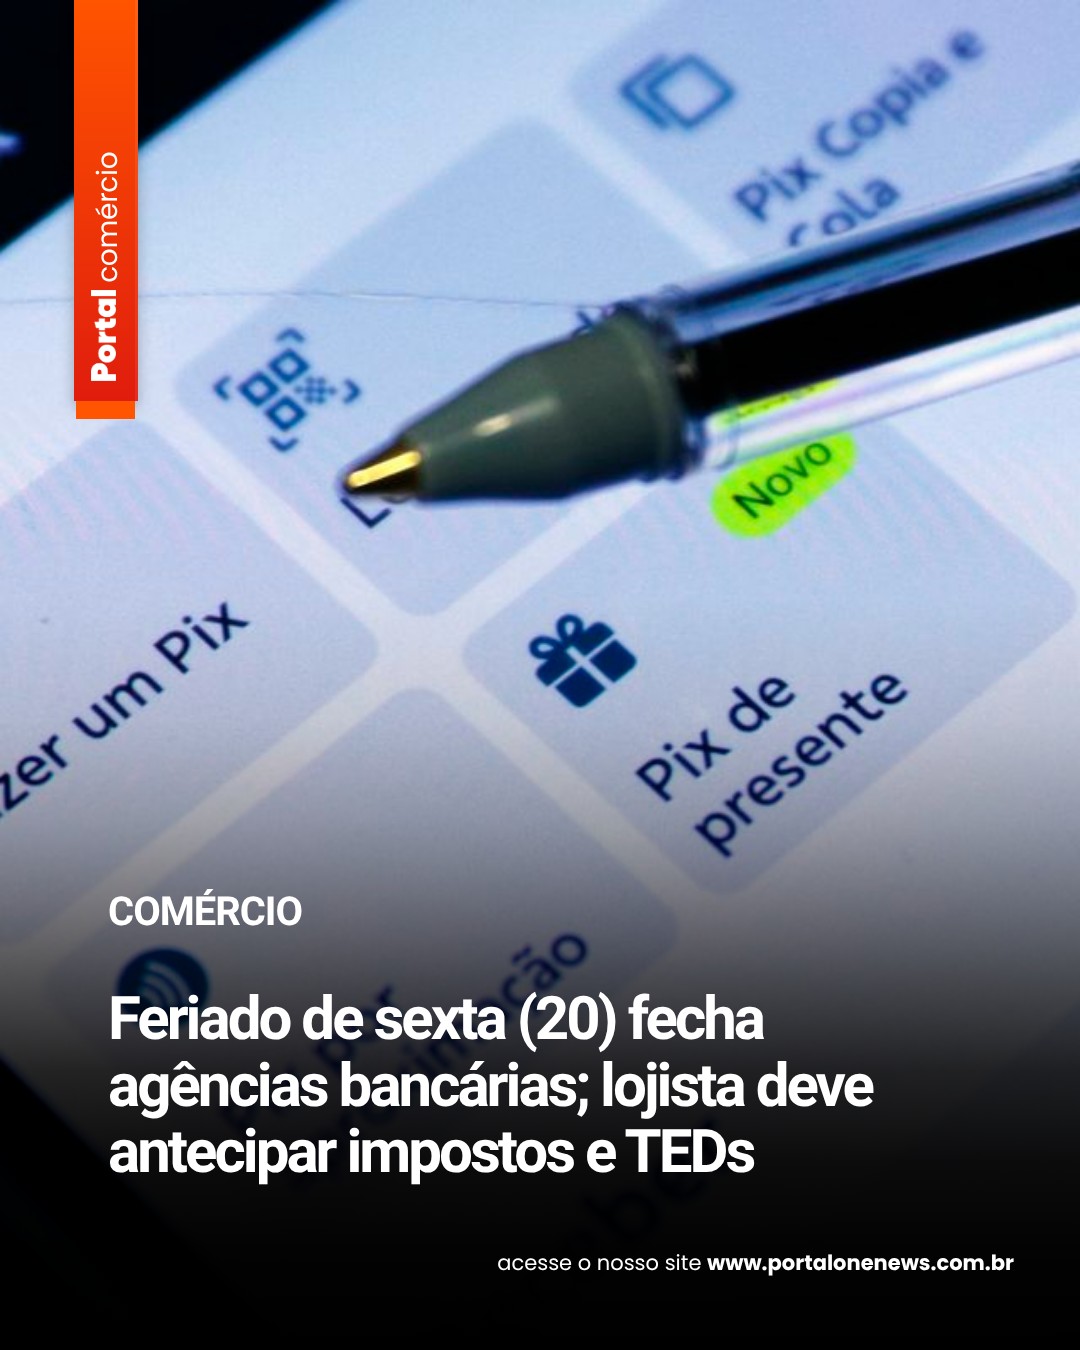 Portal comércio
Pix Copia e
Cola
Novo
um Pix
Pix de
presente
COMÉRCIO
Feriado de sexta (20) fecha
agências bancárias; lojista deve
antecipar impostos e TEDs
acesse o nosso site www.portalonenews.com.br